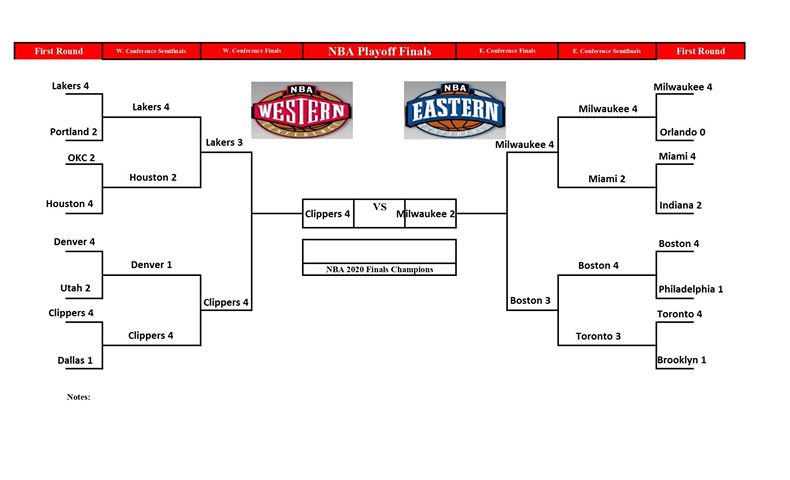 First Round W. Conference Semifinals W. Conference Finals NBA Playoff Finals E. Conference Finals E. Conference Semifinals First Round
Lakers 4
Portland 2
OKC 2
Houston 4
Denver 4
Utah 2
Clippers 4
Dallas 1
Lakers 4
Houston 2
Denver 1
Clippers 4
Lakers 3
Clippers 4
NBA
WESTERN
CONFERENCE
NBA
EASTERN
CONFERENCE
Clippers 4 VS Milwaukee 2
NBA 2020 Finals Champions
Milwaukee 4
Boston 3
Milwaukee 4
Miami 2
Boston 4
Toronto 3
Milwaukee 4
Orlando 0
Miami 4
Indiana 2
Boston 4
Philadelphia 1
Toronto 4
Brooklyn 1
Notes: